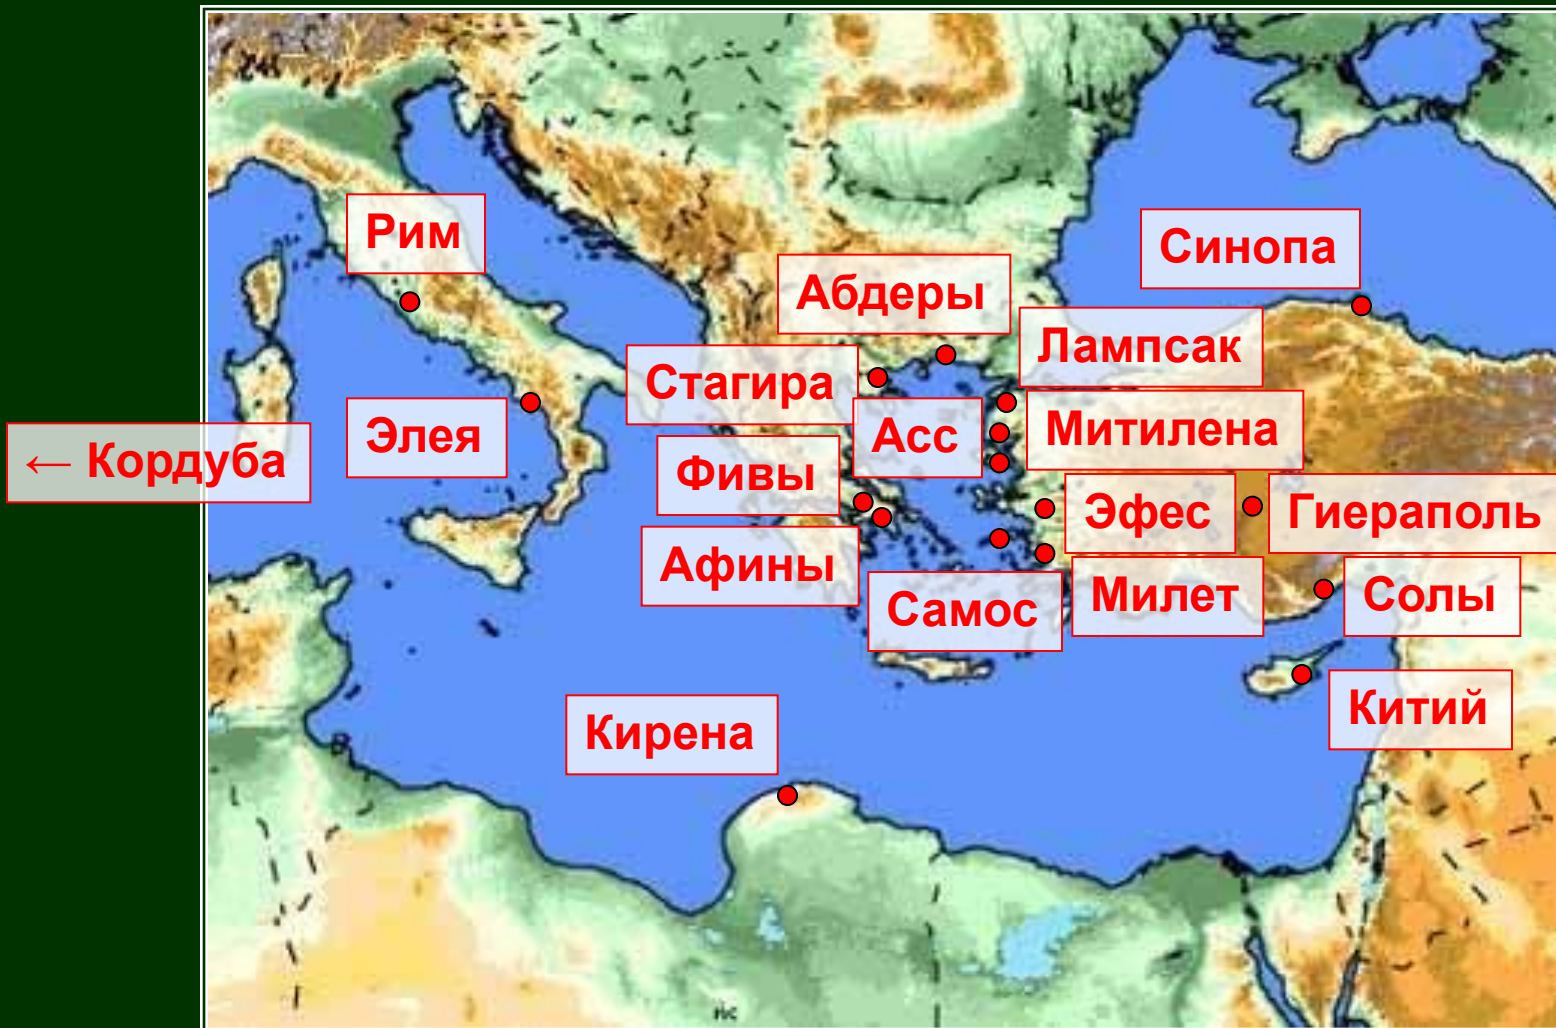 Рим
Синопа
Абдеры
Лампсак
Стагира
Асс
Митилена
Элея
← Кордуба
Фивы
Эфес
Гиераполь
Афины
Самос
Милет
Солы
Китий
Кирена